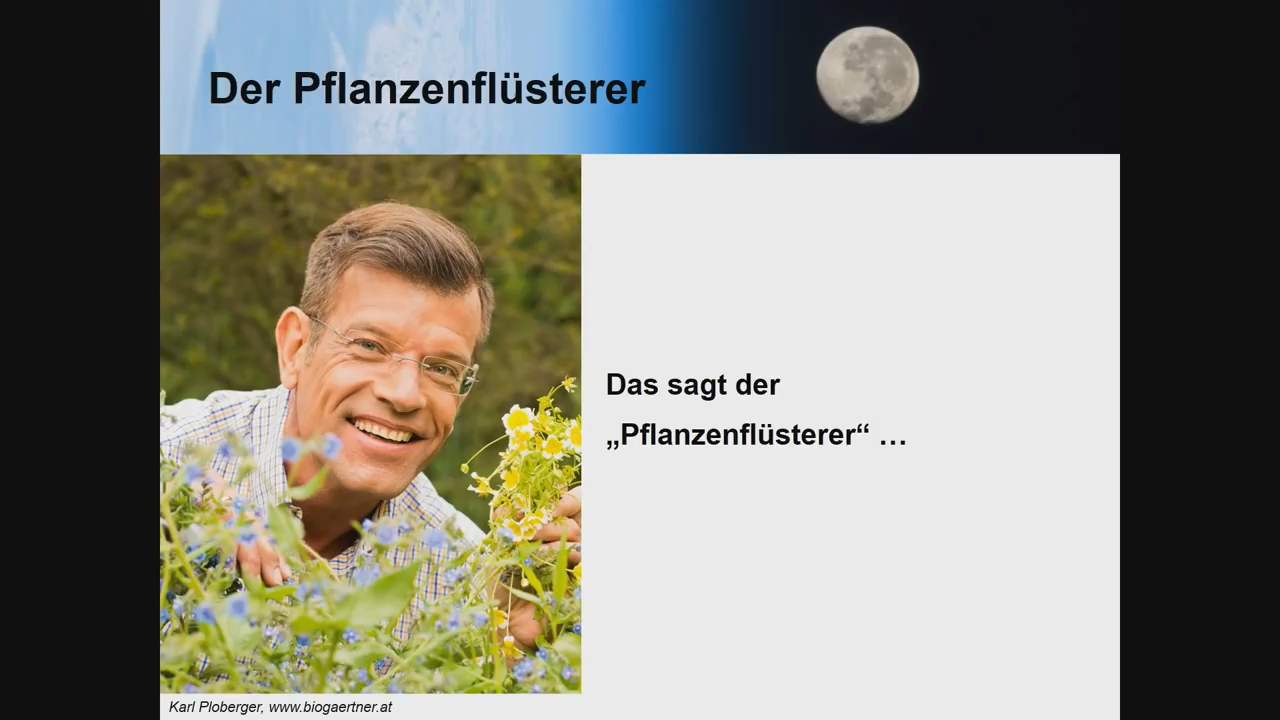 Der Pflanzenflüsterer
Das sagt der
„Pflanzenflüsterer“ …
Karl Ploberger, www.biogaertner.at